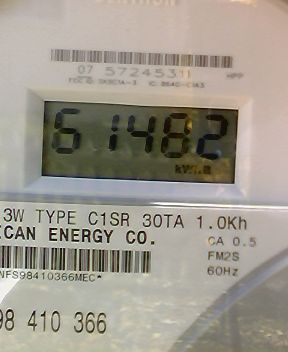 07 57245311 HPP
61482
kWh
3W TYPE C1SR 30TA 1.0Kh
ICAN ENERGY CO. CA 0.5
FM2S
60Hz
NFS98410366MEC*
98 410 366